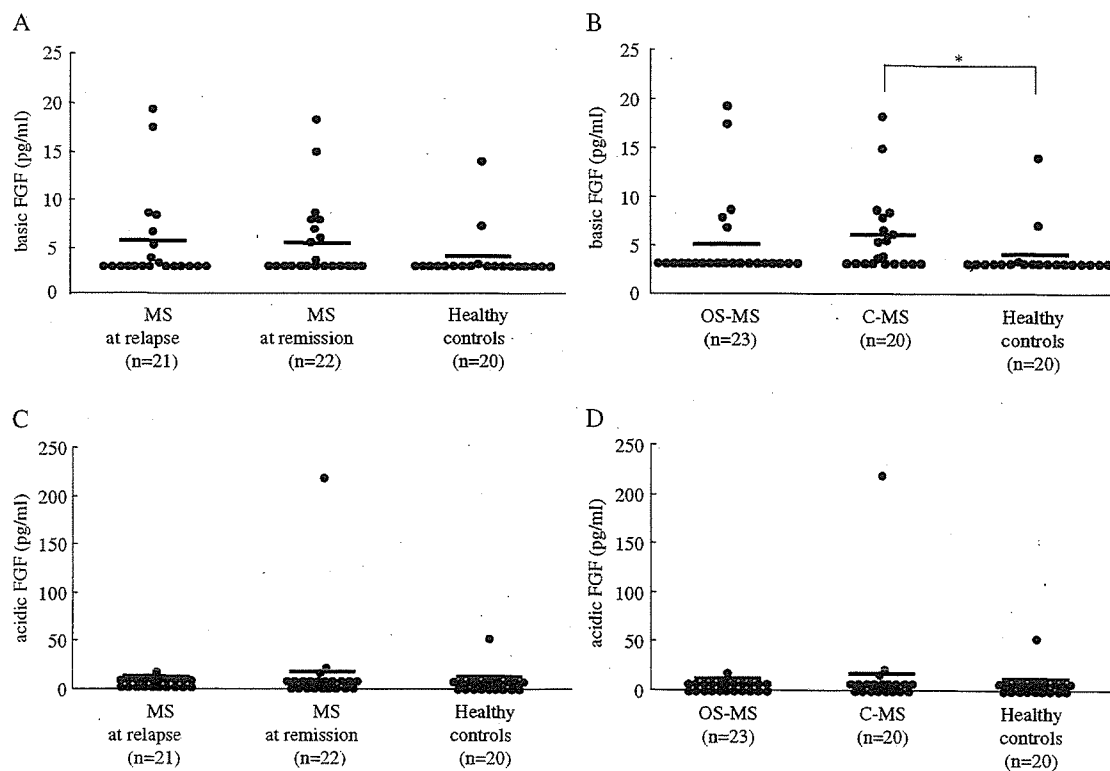 A
basic FGF (pg/ml)
25
20
15
10
5
0
MS
at relapse
(n=21)
MS
at remission
(n=22)
Healthy
controls
(n=20)
B
basic FGF (pg/ml)
25
20
15
10
5
0
*
OS-MS
(n=23)
C-MS
(n=20)
Healthy
controls
(n=20)
C
acidic FGF (pg/ml)
250
200
150
100
50
0
MS
at relapse
(n=21)
MS
at remission
(n=22)
Healthy
controls
(n=20)
D
acidic FGF (pg/ml)
250
200
150
100
50
0
OS-MS
(n=23)
C-MS
(n=20)
Healthy
controls
(n=20)